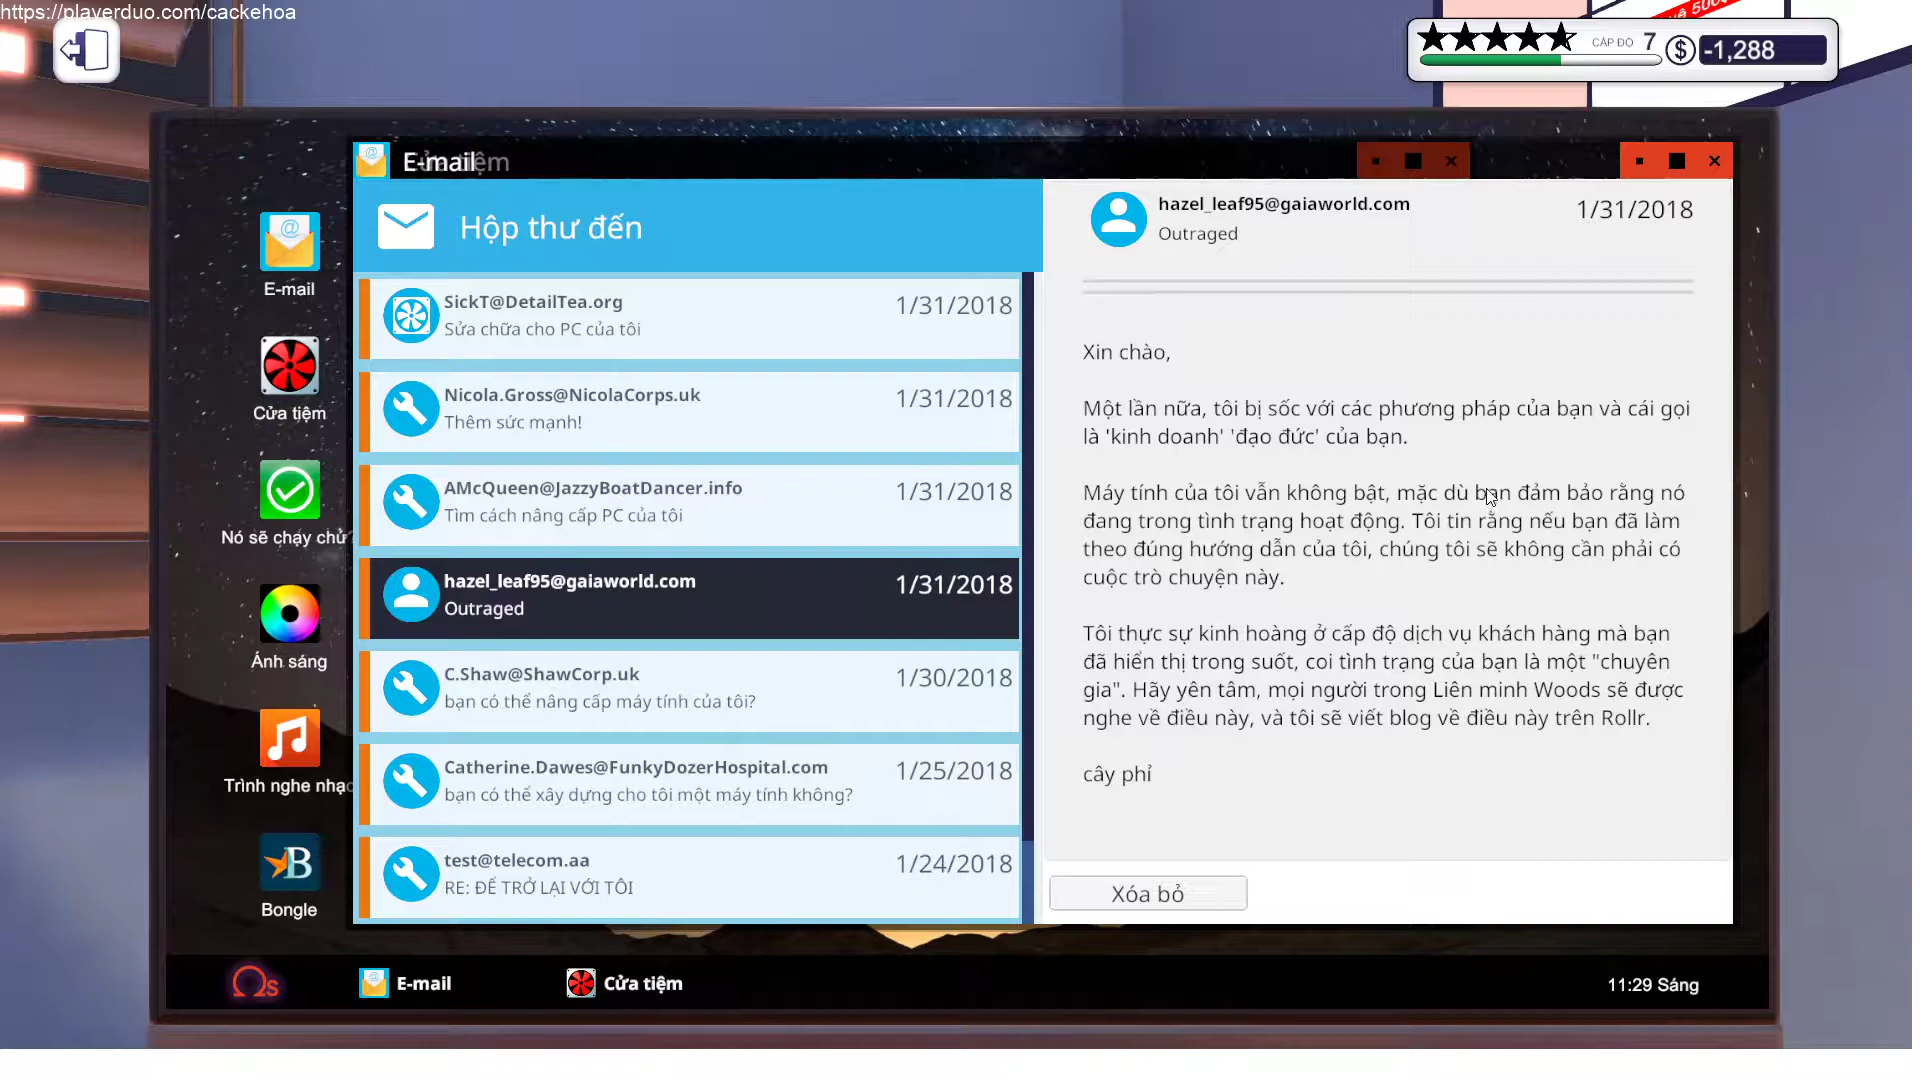 https://playerduo.com/cackehoa
CẤP ĐỘ 7
$ -1,288
E-mail
Hộp thư đến
hazel_leaf95@gaiaworld.com
1/31/2018
Outraged
SickT@DetailTea.org
1/31/2018
Sửa chữa cho PC của tôi
Nicola.Gross@NicolaCorps.uk
1/31/2018
Thêm sức mạnh!
AMcQueen@JazzyBoatDancer.info
1/31/2018
Tìm cách nâng cấp PC của tôi
hazel_leaf95@gaiaworld.com
1/31/2018
Outraged
C.Shaw@ShawCorp.uk
1/30/2018
bạn có thể nâng cấp máy tính của tôi?
Catherine.Dawes@FunkyDozerHospital.com
1/25/2018
bạn có thể xây dựng cho tôi một máy tính không?
test@telecom.aa
1/24/2018
RE: ĐỂ TRỞ LẠI VỚI TÔI
Xin chào,
Một lần nữa, tôi bị sốc với các phương pháp của bạn và cái gọi
là 'kinh doanh' 'đạo đức' của bạn.
Máy tính của tôi vẫn không bật, mặc dù bạn đảm bảo rằng nó
đang trong tình trạng hoạt động. Tôi tin rằng nếu bạn đã làm
theo đúng hướng dẫn của tôi, chúng tôi sẽ không cần phải có
cuộc trò chuyện này.
Tôi thực sự kinh hoàng ở cấp độ dịch vụ khách hàng mà bạn
đã hiển thị trong suốt, coi tình trạng của bạn là một "chuyên
gia". Hãy yên tâm, mọi người trong Liên minh Woods sẽ được
nghe về điều này, và tôi sẽ viết blog về điều này trên Rollr.
cây phỉ
Xóa bỏ
E-mail
Cửa tiệm
Nó sẽ chạy chứ?
Ánh sáng
Trình nghe nhạc
B
Bongle
Ωs
E-mail
Cửa tiệm
11:29 Sáng